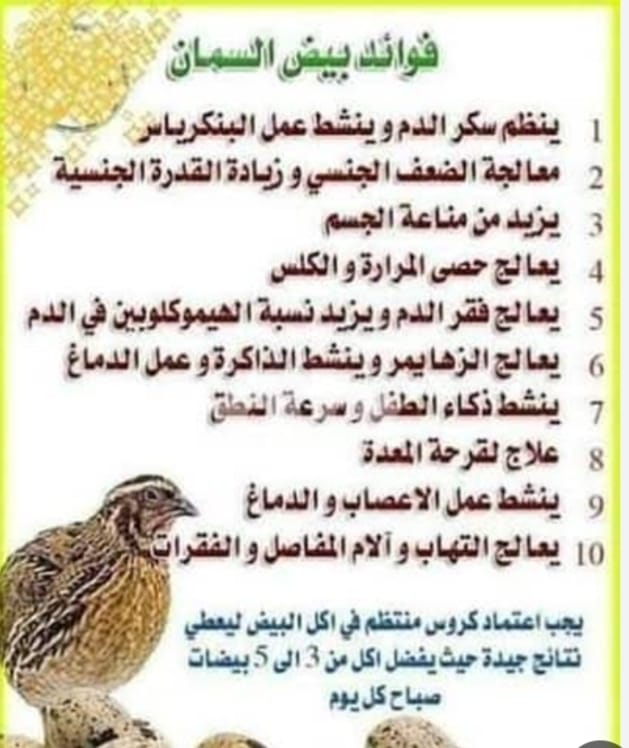 فوائد بيض السمان
1 ينظم سكر الدم و ينشط عمل البنكرياس
2 معالجة الضعف الجنسي و زيادة القدرة الجنسية
3 يزيد من مناعة الجسم
4 يعالج حصى المرارة و الكلس
5 يعالج فقر الدم و يزيد نسبة الهيموكلوبين في الدم
6 يعالج الزهايمر و ينشط الذاكرة و عمل الدماغ
7 ينشط ذكاء الطفل و سرعة النطق
8 علاج لقرحة المعدة
9 ينشط عمل الاعصاب و الدماغ
10 يعالج التهاب و آلام المفاصل و الفقرات
يجب اعتماد كروس منتظم في اكل البيض ليعطي
نتائج جيدة حيث يفضل اكل من 3 الى 5 بيضات
صباح كل يوم